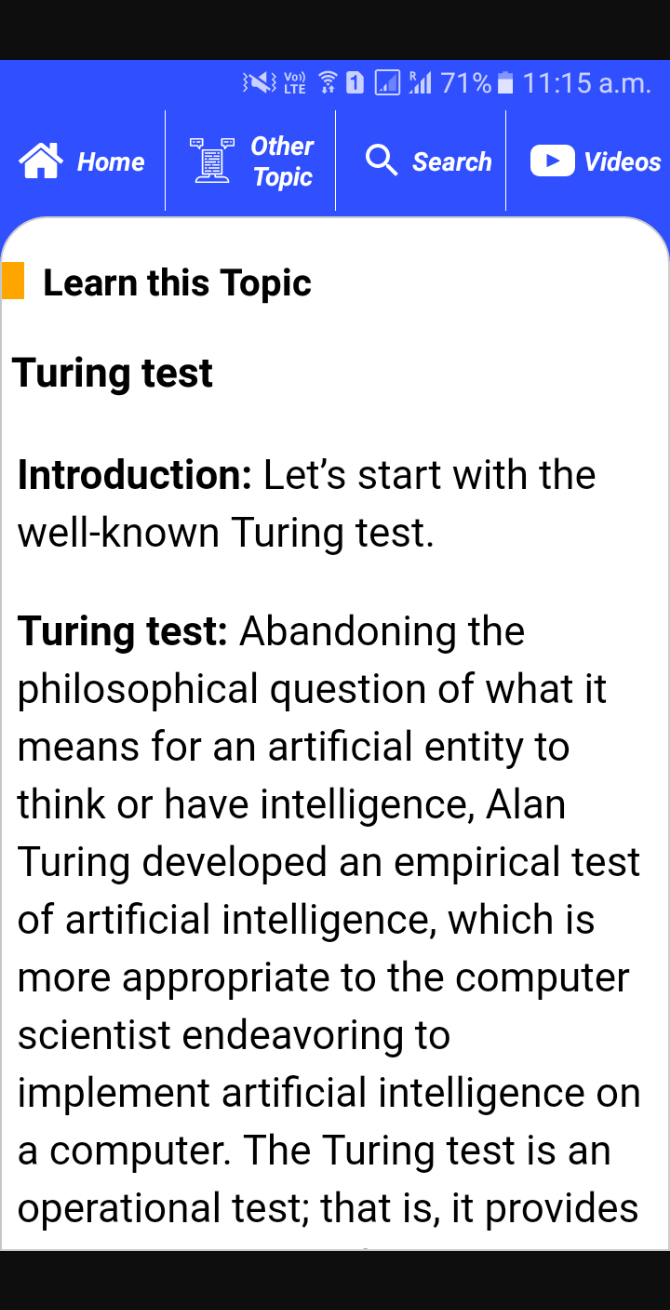 Vo)) LTE 1 R 71% 11:15 a.m.
Home Other Topic Search Videos
Learn this Topic
Turing test
Introduction: Let’s start with the
well-known Turing test.
Turing test: Abandoning the
philosophical question of what it
means for an artificial entity to
think or have intelligence, Alan
Turing developed an empirical test
of artificial intelligence, which is
more appropriate to the computer
scientist endeavoring to
implement artificial intelligence on
a computer. The Turing test is an
operational test; that is, it provides